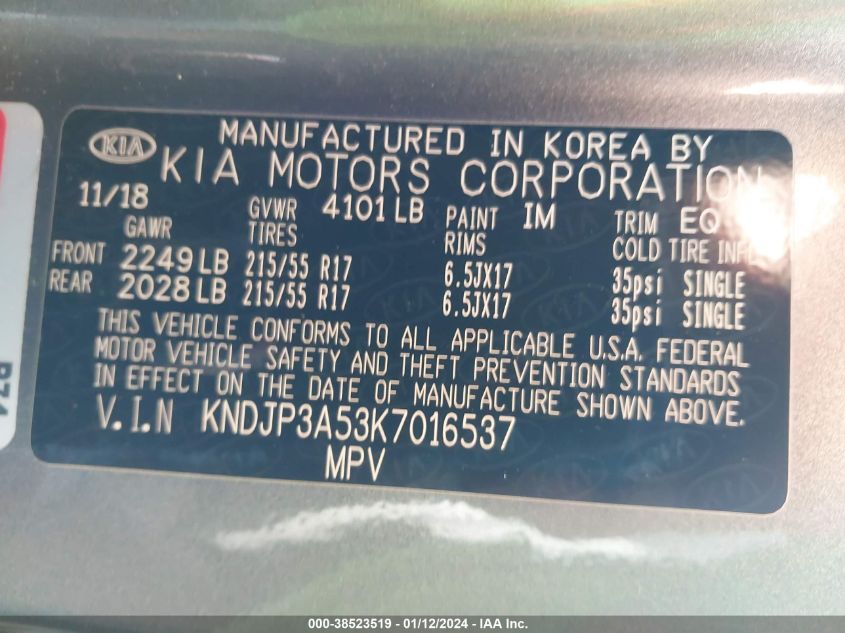 MANUFACTURED IN KOREA BY
KIA KIA MOTORS CORPORATION
11/18 GVWR 4101 LB PAINT IM TRIM EQ
GAWR TIRES RIMS COLD TIRE INFL
FRONT 2249 LB 215/55 R17 6.5JX17 35psi SINGLE
REAR 2028 LB 215/55 R17 6.5JX17 35psi SINGLE
THIS VEHICLE CONFORMS TO ALL APPLICABLE U.S.A. FEDERAL
MOTOR VEHICLE SAFETY AND THEFT PREVENTION STANDARDS
IN EFFECT ON THE DATE OF MANUFACTURE SHOWN ABOVE.
V.I.N KNDJP3A53K7016537
MPV
000-38523519 - 01/12/2024 - IAA Inc.